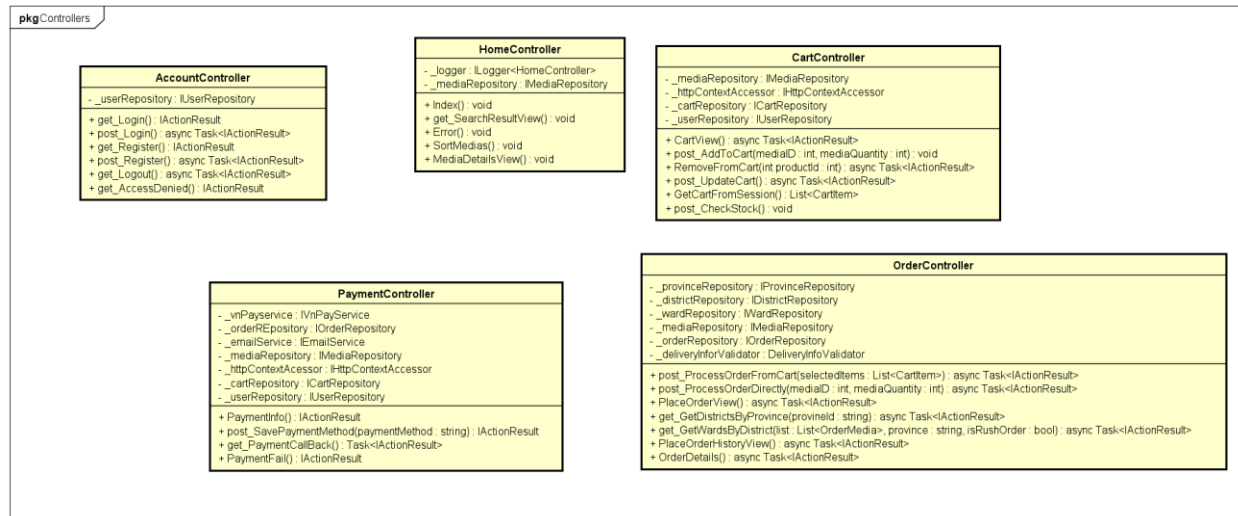 pkg Controllers
AccountController
- _userRepository : IUserRepository
+ get_Login() : IActionResult
+ post_Login() : async Task<IActionResult>
+ get_Register() : IActionResult
+ post_Register() : async Task<IActionResult>
+ get_Logout() : async Task<IActionResult>
+ get_AccessDenied() : IActionResult
HomeController
- _logger : ILogger<HomeController>
- _mediaRepository : IMediaRepository
+ Index() : void
+ get_SearchResultView() : void
+ Error() : void
+ SortMedias() : void
+ MediaDetailsView() : void
CartController
- _mediaRepository : IMediaRepository
- _httpContextAccessor : IHttpContextAccessor
- _cartRepository : ICartRepository
- _userRepository : IUserRepository
+ CartView() : async Task<IActionResult>
+ post_AddToCart(mediaID : int, mediaQuantity : int) : void
+ RemoveFromCart(int productId : int) : async Task<IActionResult>
+ post_UpdateCart() : async Task<IActionResult>
+ GetCartFromSession() : List<CartItem>
+ post_CheckStock() : void
PaymentController
- _vnPayservice : IVnPayService
- _orderREpository : IOrderRepository
- _emailService : IEmailService
- _mediaRepository : IMediaRepository
- _httpContextAcessor : IHttpContextAccessor
- _cartRepository : ICartRepository
- _userRepository : IUserRepository
+ PaymentInfo() : IActionResult
+ post_SavePaymentMethod(paymentMethod : string) : IActionResult
+ get_PaymentCallBack() : Task<IActionResult>
+ PaymentFail() : IActionResult
OrderController
- _provinceRepository : IProvinceRepository
- _districtRepository : IDistrictRepository
- _wardRepository : IWardRepository
- _mediaRepository : IMediaRepository
- _orderRepository : IOrderRepository
- _deliveryInforValidator : DeliveryInfoValidator
+ post_ProcessOrderFromCart(selectedItems : List<CartItem>) : async Task<IActionResult>
+ post_ProcessOrderDirectly(mediaID : int, mediaQuantity : int) : async Task<IActionResult>
+ PlaceOrderView() : async Task<IActionResult>
+ get_GetDistrictsByProvince(provineId : string) : async Task<IActionResult>
+ get_GetWardsByDistrict(list : List<OrderMedia>, province : string, isRushOrder : bool) : async Task<IActionResult>
+ PlaceOrderHistoryView() : async Task<IActionResult>
+ OrderDetails() : async Task<IActionResult>